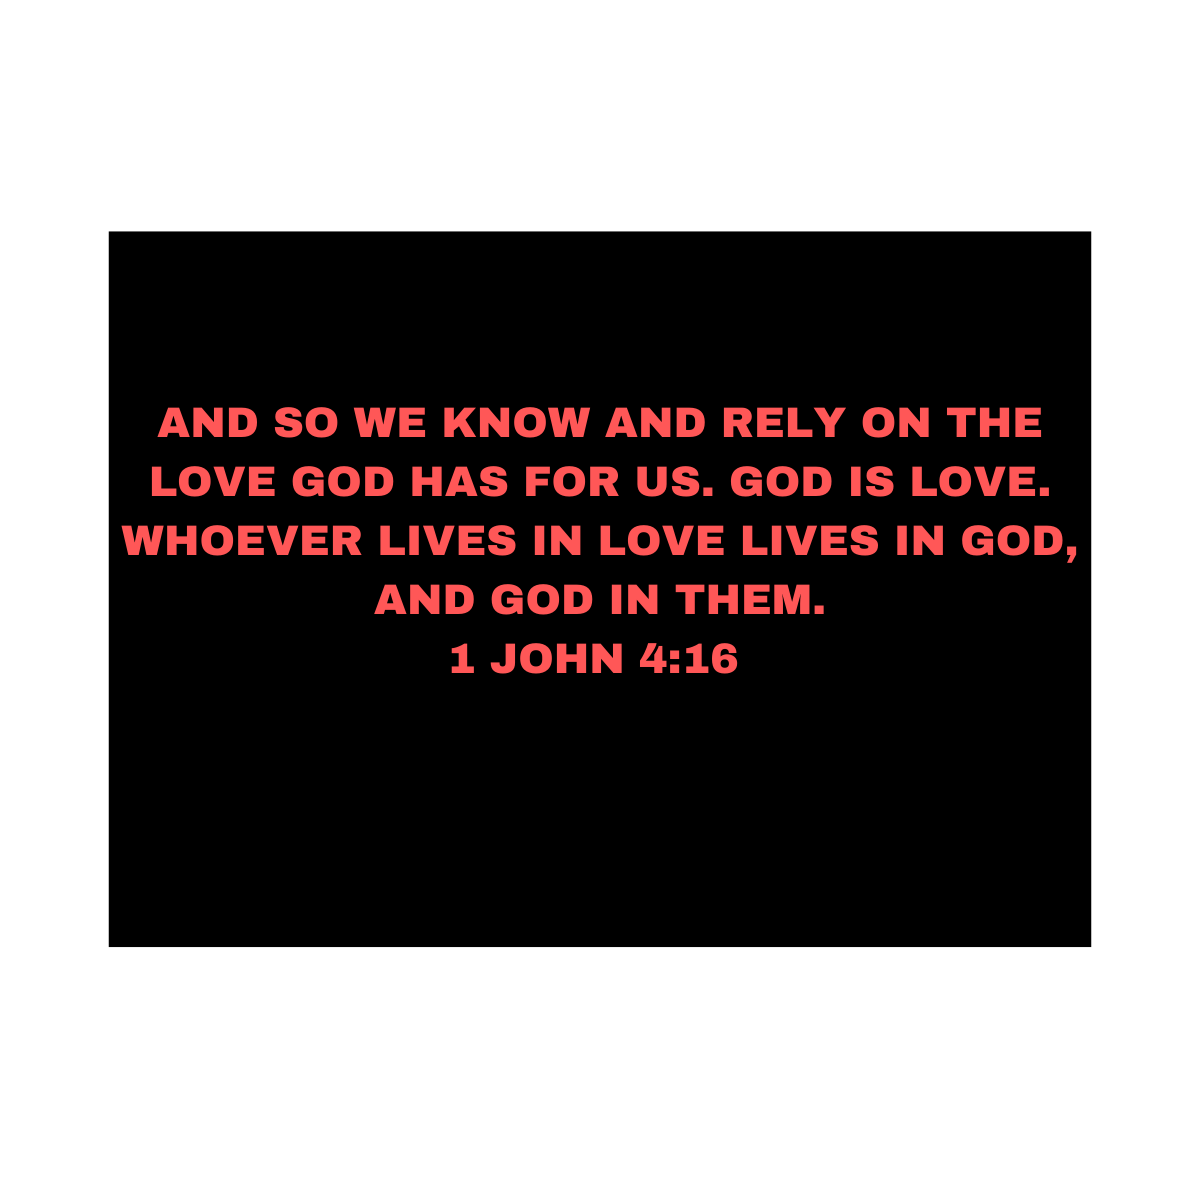 AND SO WE KNOW AND RELY ON THE
LOVE GOD HAS FOR US. GOD IS LOVE.
WHOEVER LIVES IN LOVE LIVES IN GOD,
AND GOD IN THEM.
1 JOHN 4:16